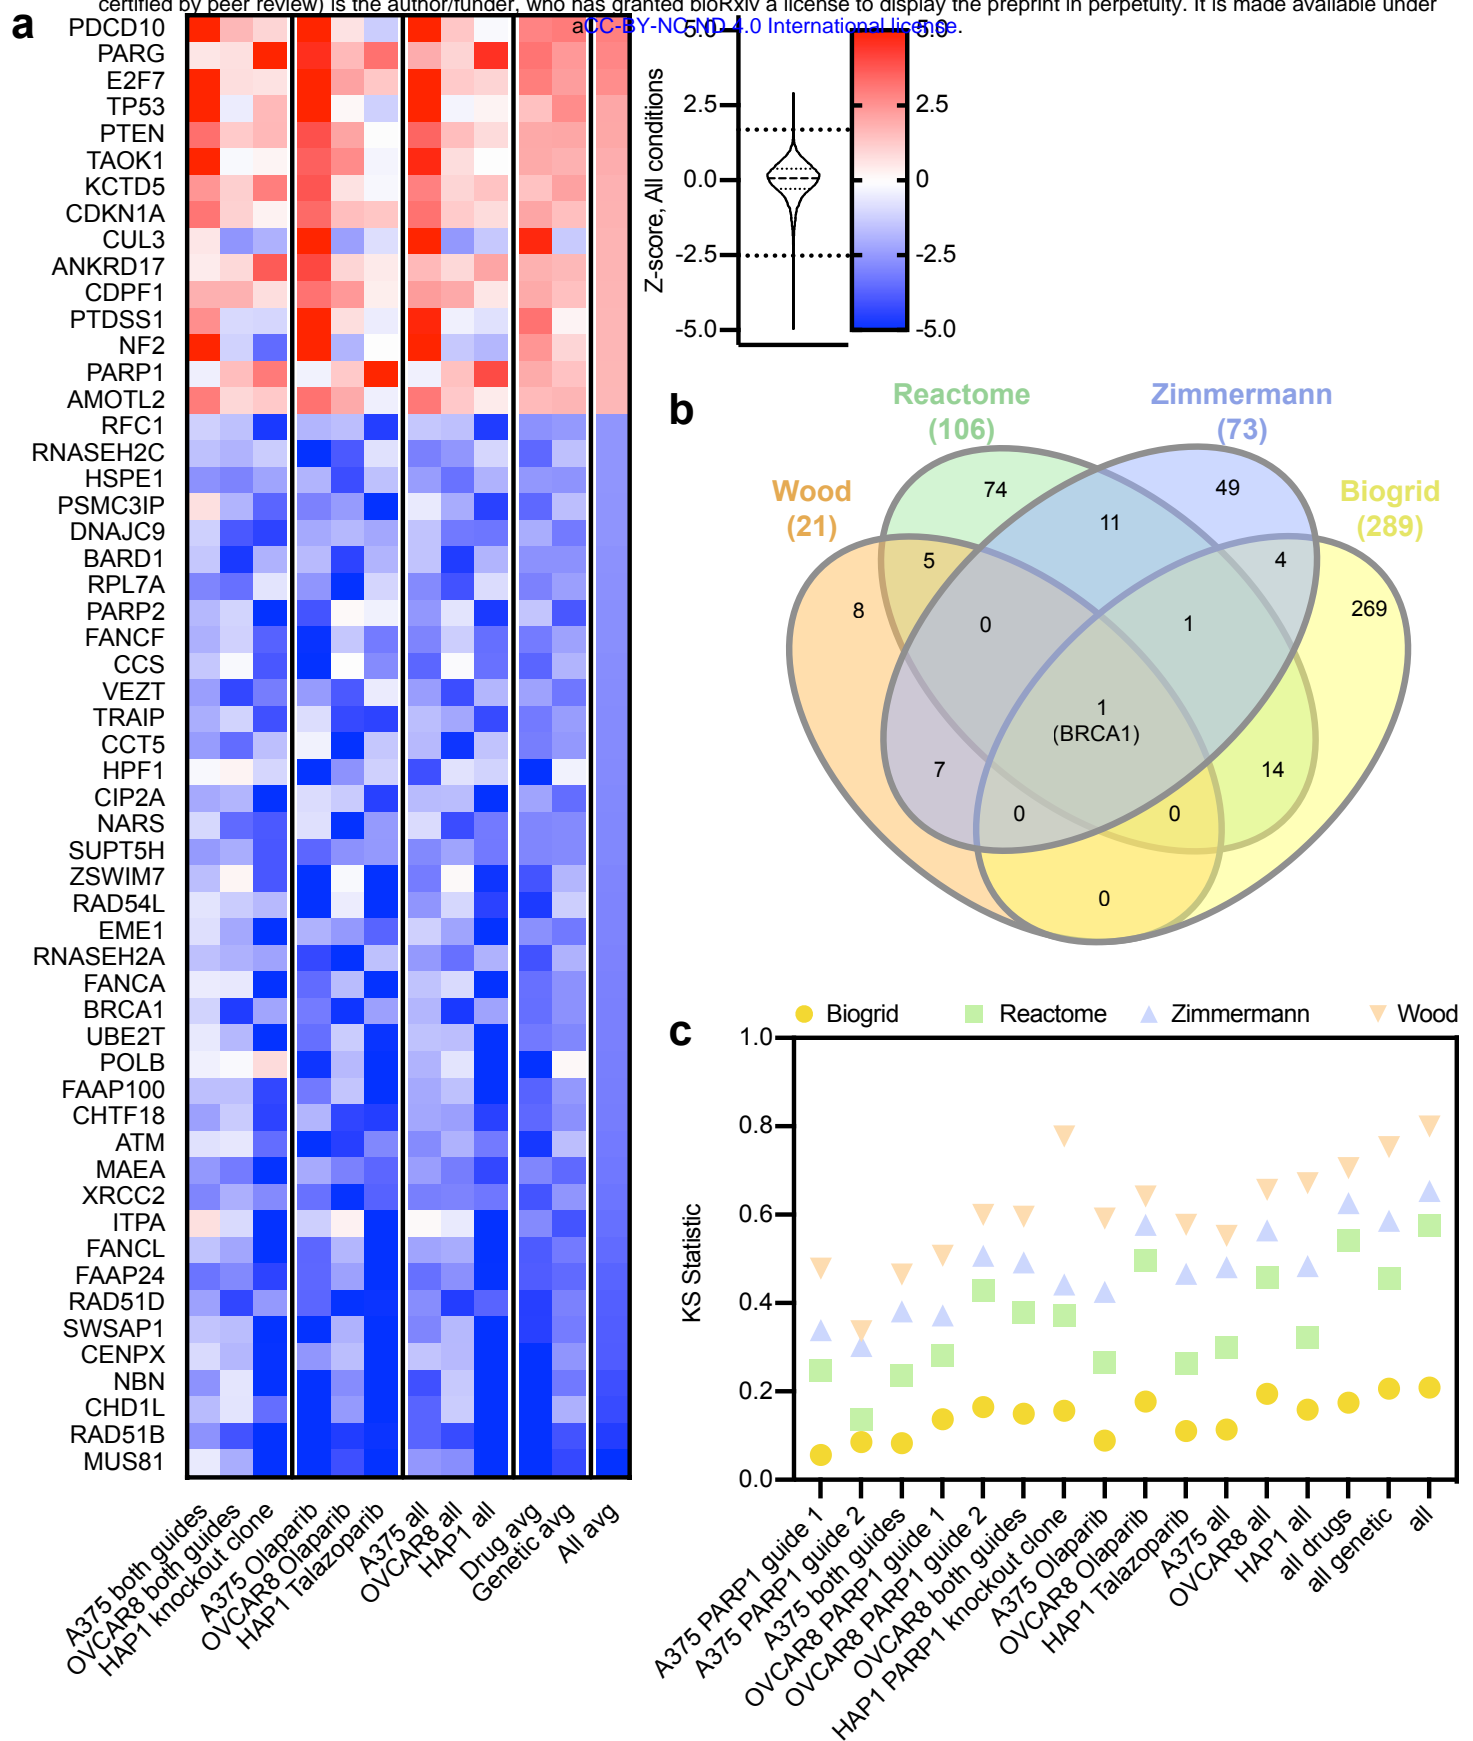 certified by peer review) is the author/funder, who has granted bioRxiv a license to display the preprint in perpetuity. It is made available under
aCC-BY-NC-ND 4.0 International license.
a
PDCD10
PARG
E2F7
TP53
PTEN
TAOK1
KCTD5
CDKN1A
CUL3
ANKRD17
CDPF1
PTDSS1
NF2
PARP1
AMOTL2
RFC1
RNASEH2C
HSPE1
PSMC3IP
DNAJC9
BARD1
RPL7A
PARP2
FANCF
CCS
VEZT
TRAIP
CCT5
HPF1
CIP2A
NARS
SUPT5H
ZSWIM7
RAD54L
EME1
RNASEH2A
FANCA
BRCA1
UBE2T
POLB
FAAP100
CHTF18
ATM
MAEA
XRCC2
ITPA
FANCL
FAAP24
RAD51D
SWSAP1
CENPX
NBN
CHD1L
RAD51B
MUS81
A375 both guides
OVCAR8 both guides
HAP1 knockout clone
A375 Olaparib
OVCAR8 Olaparib
HAP1 Talazoparib
A375 all
OVCAR8 all
HAP1 all
Drug avg
Genetic avg
All avg
Z-score, All conditions
5.0
2.5
0.0
-2.5
-5.0
5.0
2.5
0
-2.5
-5.0
b
Reactome
(106)
Zimmermann
(73)
Wood
(21)
Biogrid
(289)
74
49
11
5
4
8
269
0
1
1
(BRCA1)
7
14
0
0
0
c
Biogrid
Reactome
Zimmermann
Wood
KS Statistic
1.0
0.8
0.6
0.4
0.2
0.0
A375 PARP1 guide 1
A375 PARP1 guide 2
A375 both guides
OVCAR8 PARP1 guide 1
OVCAR8 PARP1 guide 2
OVCAR8 both guides
HAP1 PARP1 knockout clone
A375 Olaparib
OVCAR8 Olaparib
HAP1 Talazoparib
A375 all
OVCAR8 all
HAP1 all
all drugs
all genetic
all